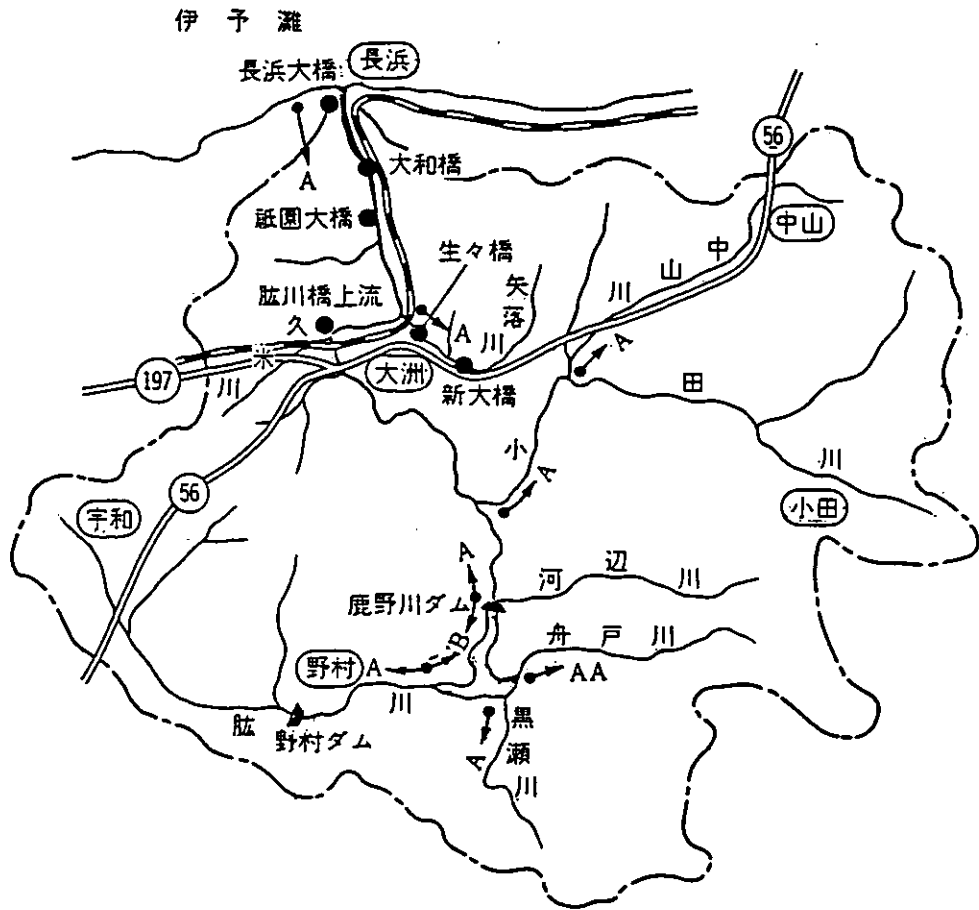 伊予灘
長浜大橋
長浜
56
A
大和橋
祇園大橋
中山
中山川
生々橋
矢落川
肱川橋上流
A
A
久米川
197
大洲
新大橋
田
小
川
A
56
宇和
小田
A
河辺川
鹿野川ダム
舟戸川
B
野村
A
AA
川
肱
野村ダム
黒瀬川
A